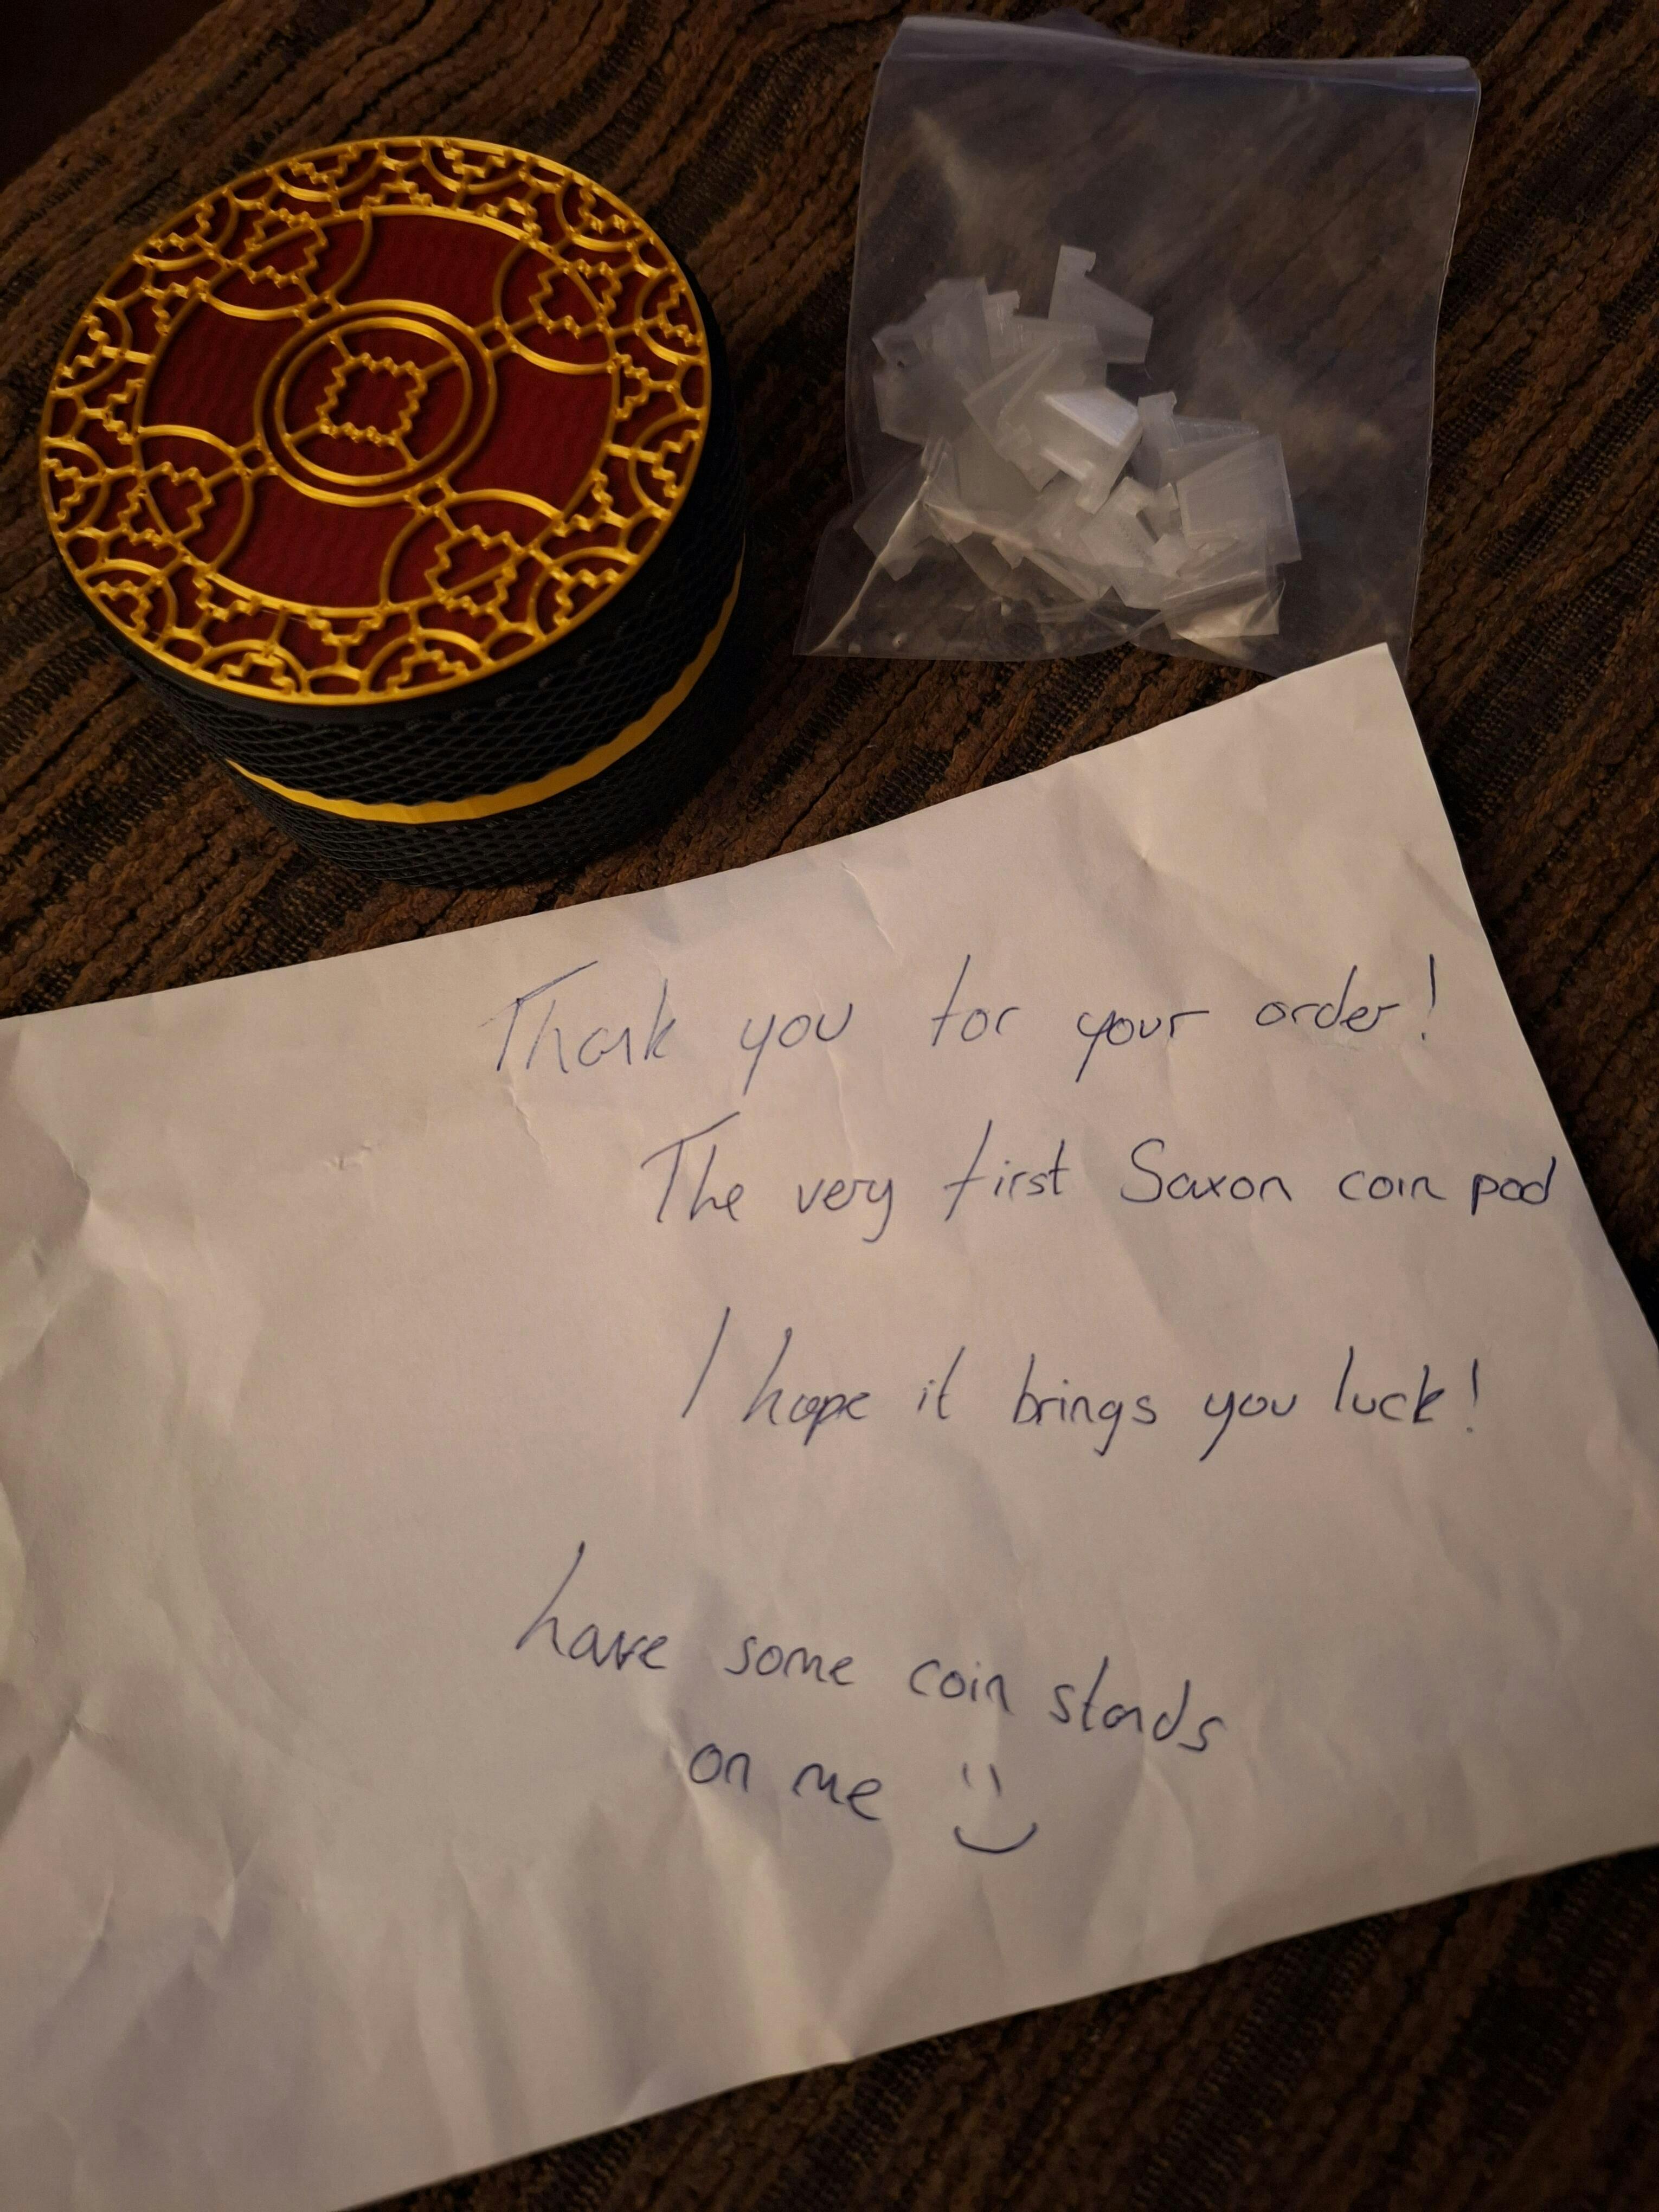 Thank you for your order!
The very first Saxon coin pod
I hope it brings you luck!
have some coin stands
on me :)